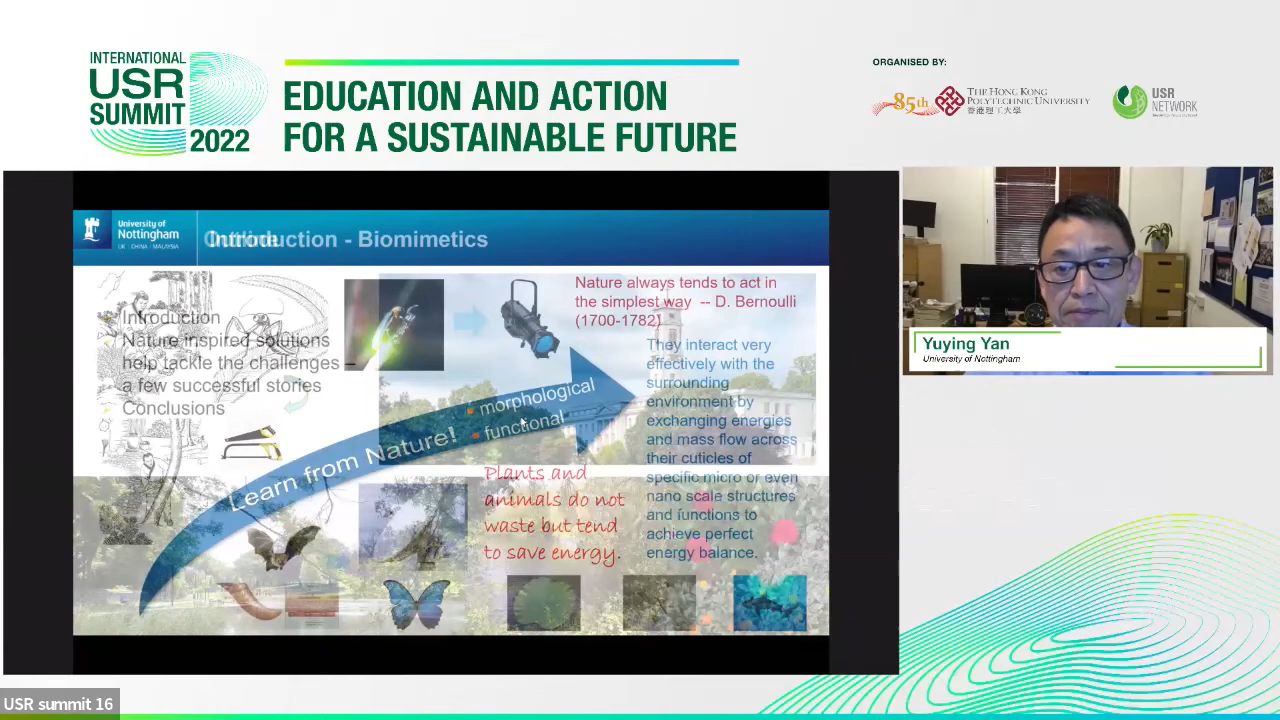 INTERNATIONAL
USR
SUMMIT
2022
EDUCATION AND ACTION
FOR A SUSTAINABLE FUTURE
ORGANISED BY:
85th
THE HONG KONG
POLYTECHNIC UNIVERSITY
香港理工大學
USR
NETWORK
University of
Nottingham
UK | CHINA | MALAYSIA
Introduction - Biomimetics
Introduction
Nature inspired solutions
help tackle the challenges –
a few successful stories
Conclusions
Nature always tends to act in
the simplest way -- D. Bernoulli
(1700-1782)
They interact very
effectively with the
surrounding
environment by
exchanging energies
and mass flow across
their cuticles of
specific micro or even
nano scale structures
and functions to
achieve perfect
energy balance.
Learn from Nature!
morphological
functional
Plants and
animals do not
waste but tend
to save energy.
Yuying Yan
University of Nottingham
USR summit 16